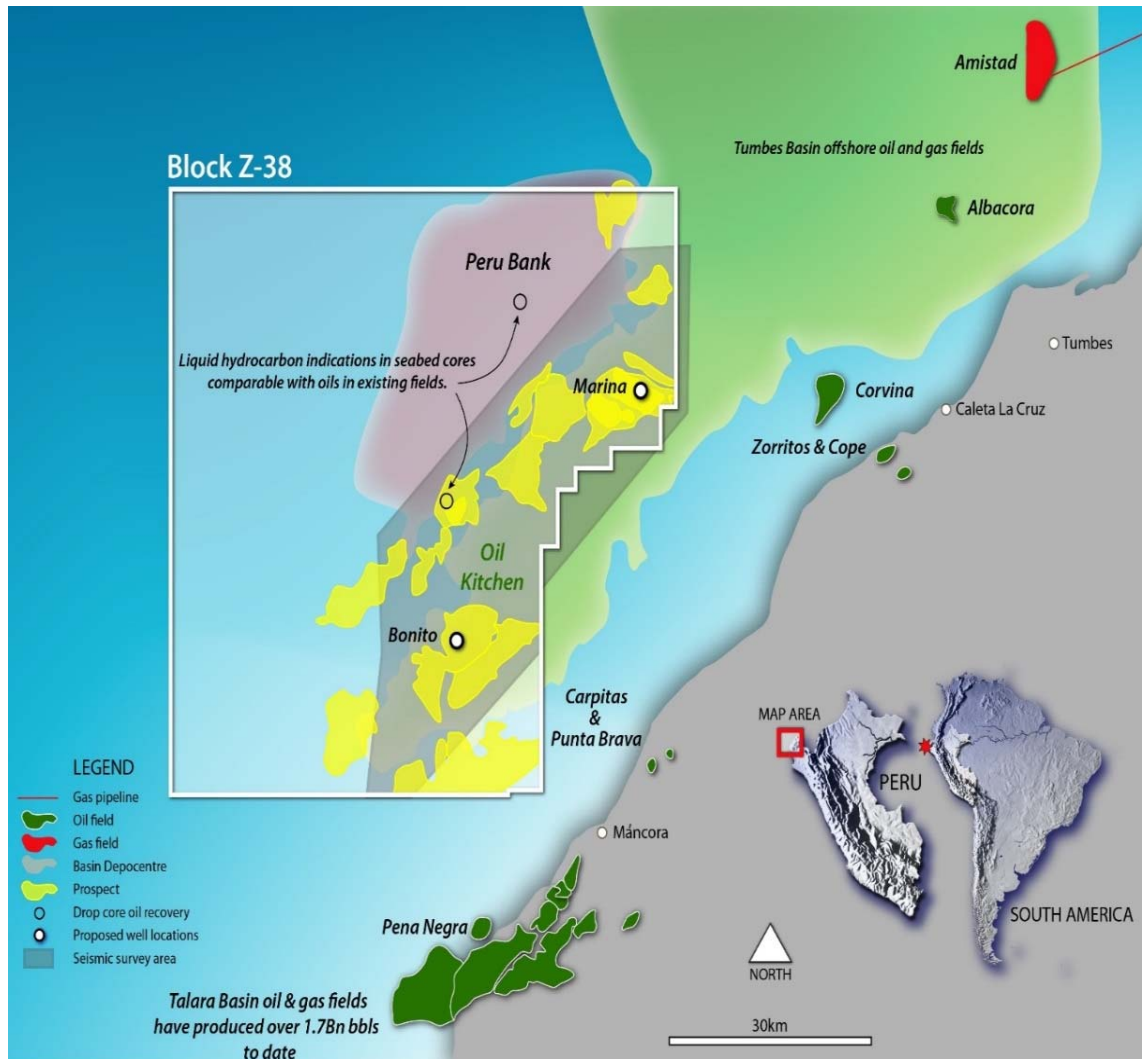 Amistad
Tumbes Basin offshore oil and gas fields
Block Z-38
Albacora
Peru Bank
Tumbes
Liquid hydrocarbon indications in seabed cores
comparable with oils in existing fields.
Marina
Corvina
Caleta La Cruz
Zorritos & Cope
Oil
Kitchen
Bonito
Carpitas
&
Punta Brava
MAP AREA
PERU
SOUTH AMERICA
LEGEND
Gas pipeline
Oil field
Gas field
Basin Depocentre
Prospect
Drop core oil recovery
Proposed well locations
Seismic survey area
Máncora
Pena Negra
Talara Basin oil & gas fields
have produced over 1.7Bn bbls
to date
NORTH
30km